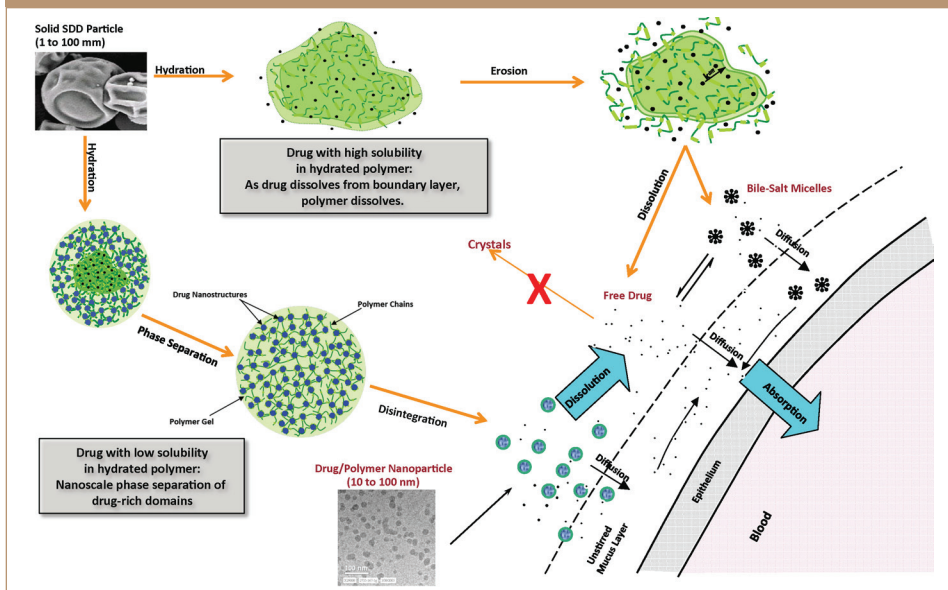 Solid SDD Particle
(1 to 100 mm)
Hydration
Erosion
Hydration
Drug with high solubility
in hydrated polymer:
As drug dissolves from boundary layer,
polymer dissolves.
Dissolution
Bile-Salt Micelles
Diffusion
Crystals
X
Free Drug
Drug Nanostructures
Polymer Chains
Phase Separation
Diffusion
Dissolution
Absorption
Disintegration
Polymer Gel
Drug with low solubility
in hydrated polymer:
Nanoscale phase separation of
drug-rich domains
Drug/Polymer Nanoparticle
(10 to 100 nm)
Diffusion
Epithelium
Unstirred
Mucus Layer
Blood
100 nm